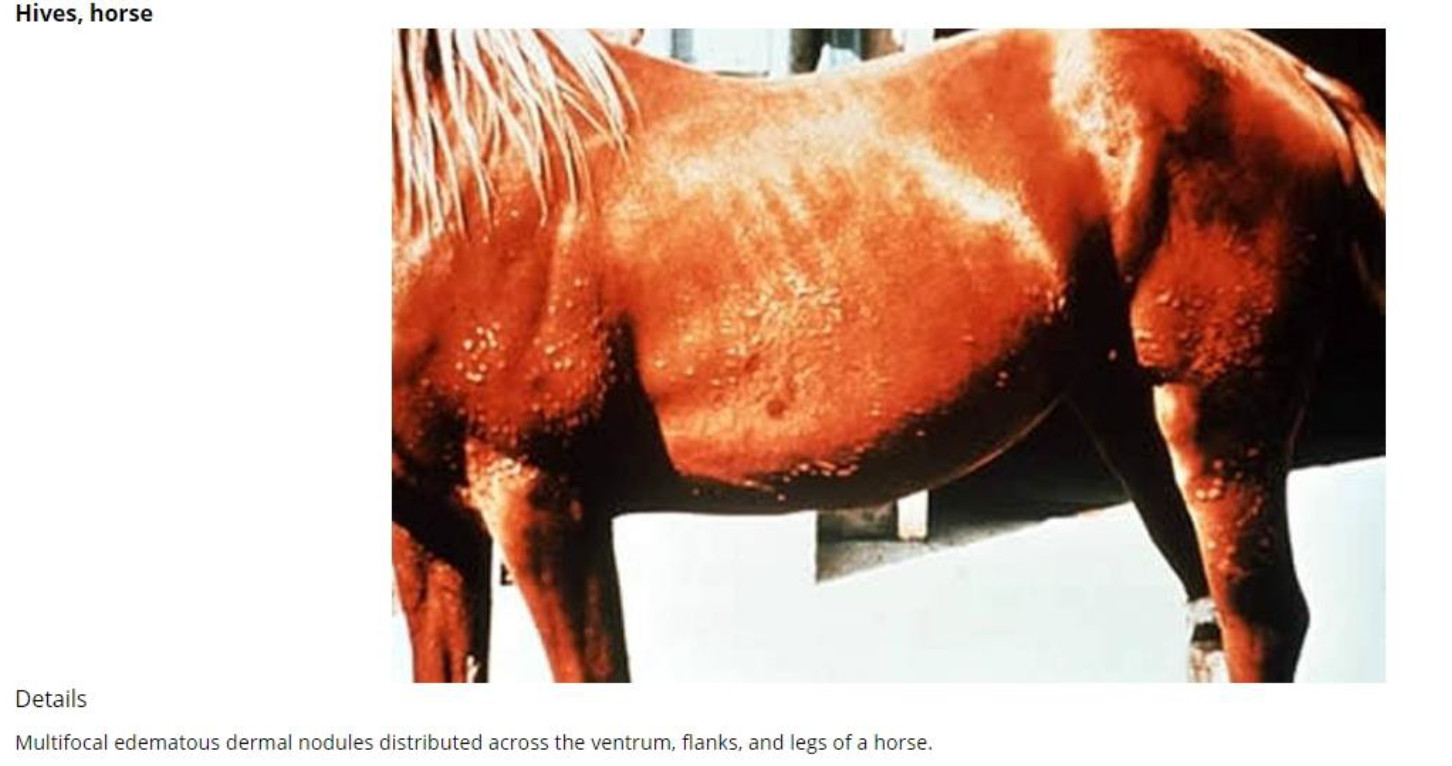 Hives, horse
Details
Multifocal edematous dermal nodules distributed across the ventrum, flanks, and legs of a horse.